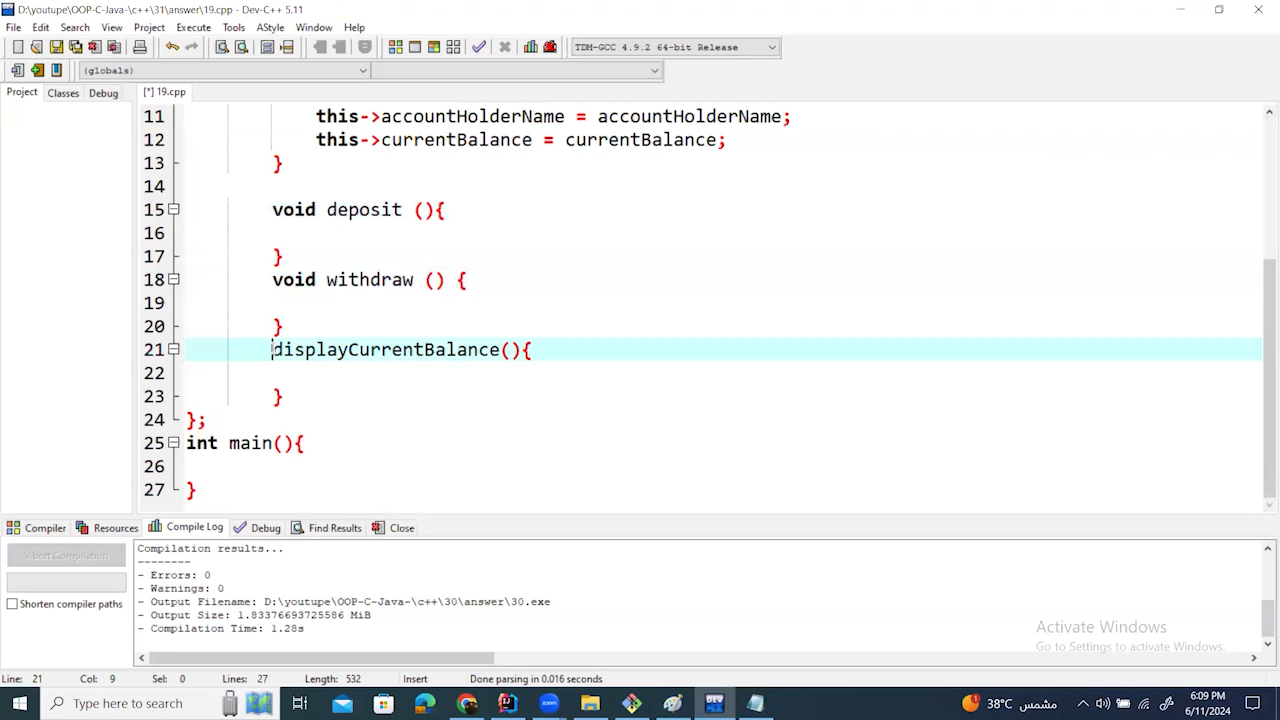 D:\youtupe\OOP-C-Java-\c++\31\answer\19.cpp - Dev-C++ 5.11
File Edit Search View Project Execute Tools AStyle Window Help
TDM-GCC 4.9.2 64-bit Release
(globals)
Project Classes Debug [*] 19.cpp
11 this->accountHolderName = accountHolderName;
12 this->currentBalance = currentBalance;
13 }
14
15 void deposit (){
16
17 }
18 void withdraw () {
19
20 }
21 displayCurrentBalance(){
22
23 }
24 };
25 int main(){
26
27 }
Compiler Resources Compile Log Debug Find Results Close
Abort Compilation
Shorten compiler paths
Compilation results...
--------
- Errors: 0
- Warnings: 0
- Output Filename: D:\youtupe\OOP-C-Java-\c++\30\answer\30.exe
- Output Size: 1.83376693725586 MiB
- Compilation Time: 1.28s
Activate Windows
Go to Settings to activate Windows.
Line: 21 Col: 9 Sel: 0 Lines: 27 Length: 532 Insert Done parsing in 0.016 seconds
Type here to search
zoom
DEV
38°C مشمس
6:09 PM
6/11/2024